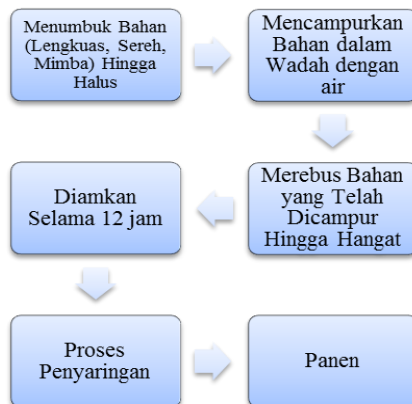 Menumbuk Bahan
(Lengkuas, Sereh,
Mimba) Hingga
Halus
Mencampurkan
Bahan dalam
Wadah dengan
air
Merebus Bahan
yang Telah
Dicampur
Hingga Hangat
Diamkan
Selama 12 jam
Proses
Penyaringan
Panen